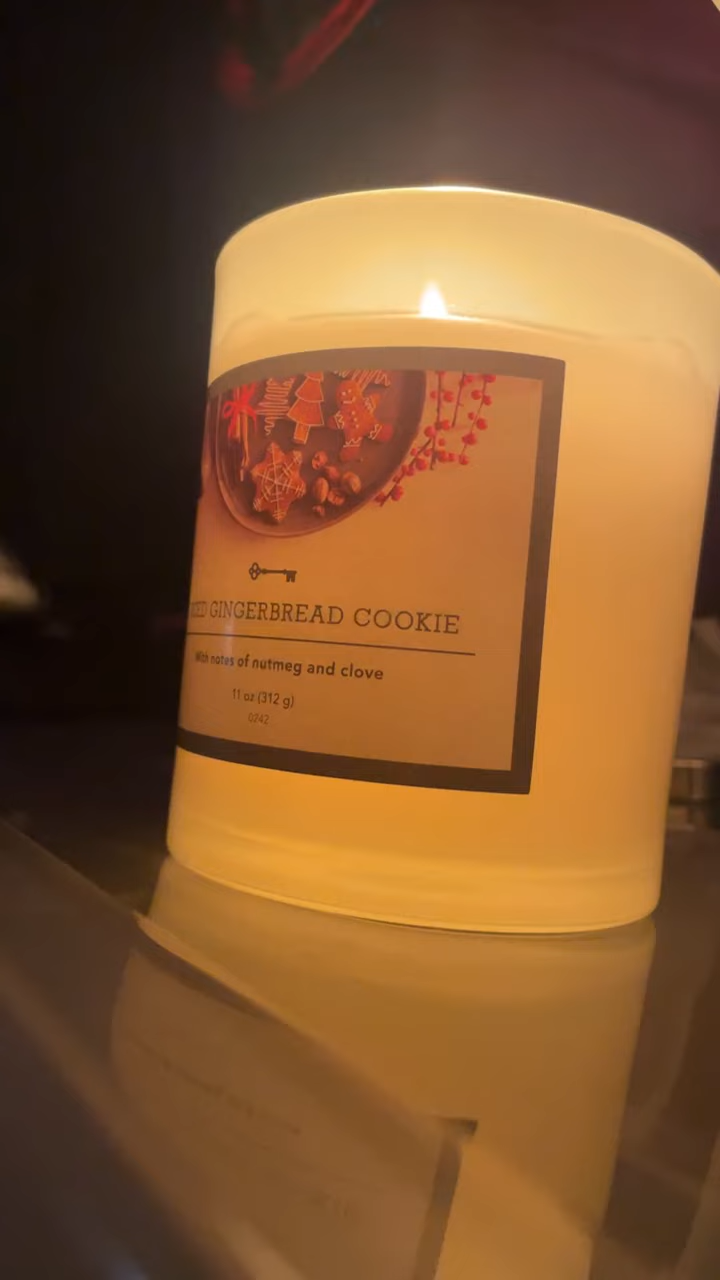 GINGERBREAD COOKIE
With notes of nutmeg and clove
11 oz (312 g)
0242